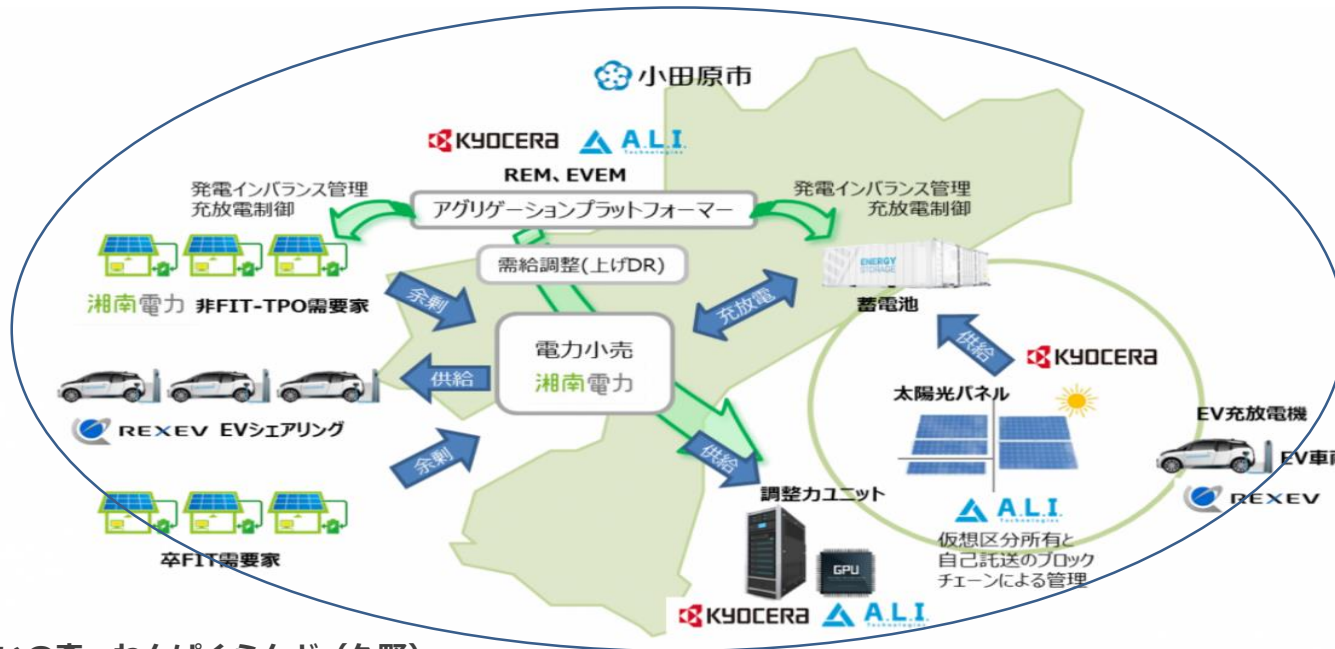 小田原市
KYOCERA A.L.I. Technologies
REM、EVEM
アグリゲーションプラットフォーマー
発電インバランス管理
充放電制御
発電インバランス管理
充放電制御
需給調整(上げDR)
湘南電力 非FIT-TPO需要家
余剰
充放電
ENERGY
STORAGE
蓄電池
電力小売
湘南電力
供給
供給
KYOCERA
太陽光パネル
REXEV EVシェアリング
EV充放電機
EV車両
REXEV
余剰
供給
調整力ユニット
A.L.I.
Technologies
仮想区分所有と
自己託送のブロック
チェーンによる管理
卒FIT需要家
GPU
KYOCERA A.L.I. Technologies